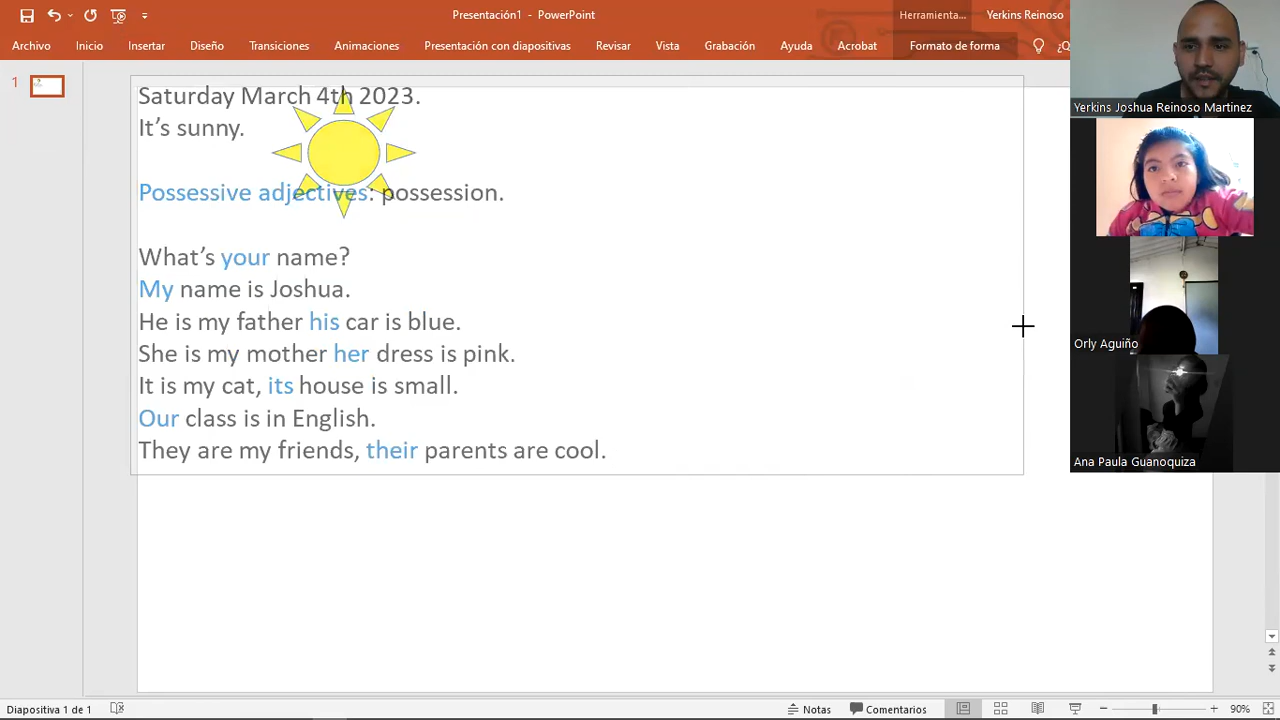 Presentación1 - PowerPoint
Herramienta...
Yerkins Reinoso
Archivo
Inicio
Insertar
Diseño
Transiciones
Animaciones
Presentación con diapositivas
Revisar
Vista
Grabación
Ayuda
Acrobat
Formato de forma
¿Q
1
Saturday March 4th 2023.
It’s sunny.
Possessive adjectives: possession.
What’s your name?
My name is Joshua.
He is my father his car is blue.
She is my mother her dress is pink.
It is my cat, its house is small.
Our class is in English.
They are my friends, their parents are cool.
Yerkins Joshua Reinoso Martinez
Orly Aguiño
Ana Paula Guanoquiza
Diapositiva 1 de 1
Notas
Comentarios
90%